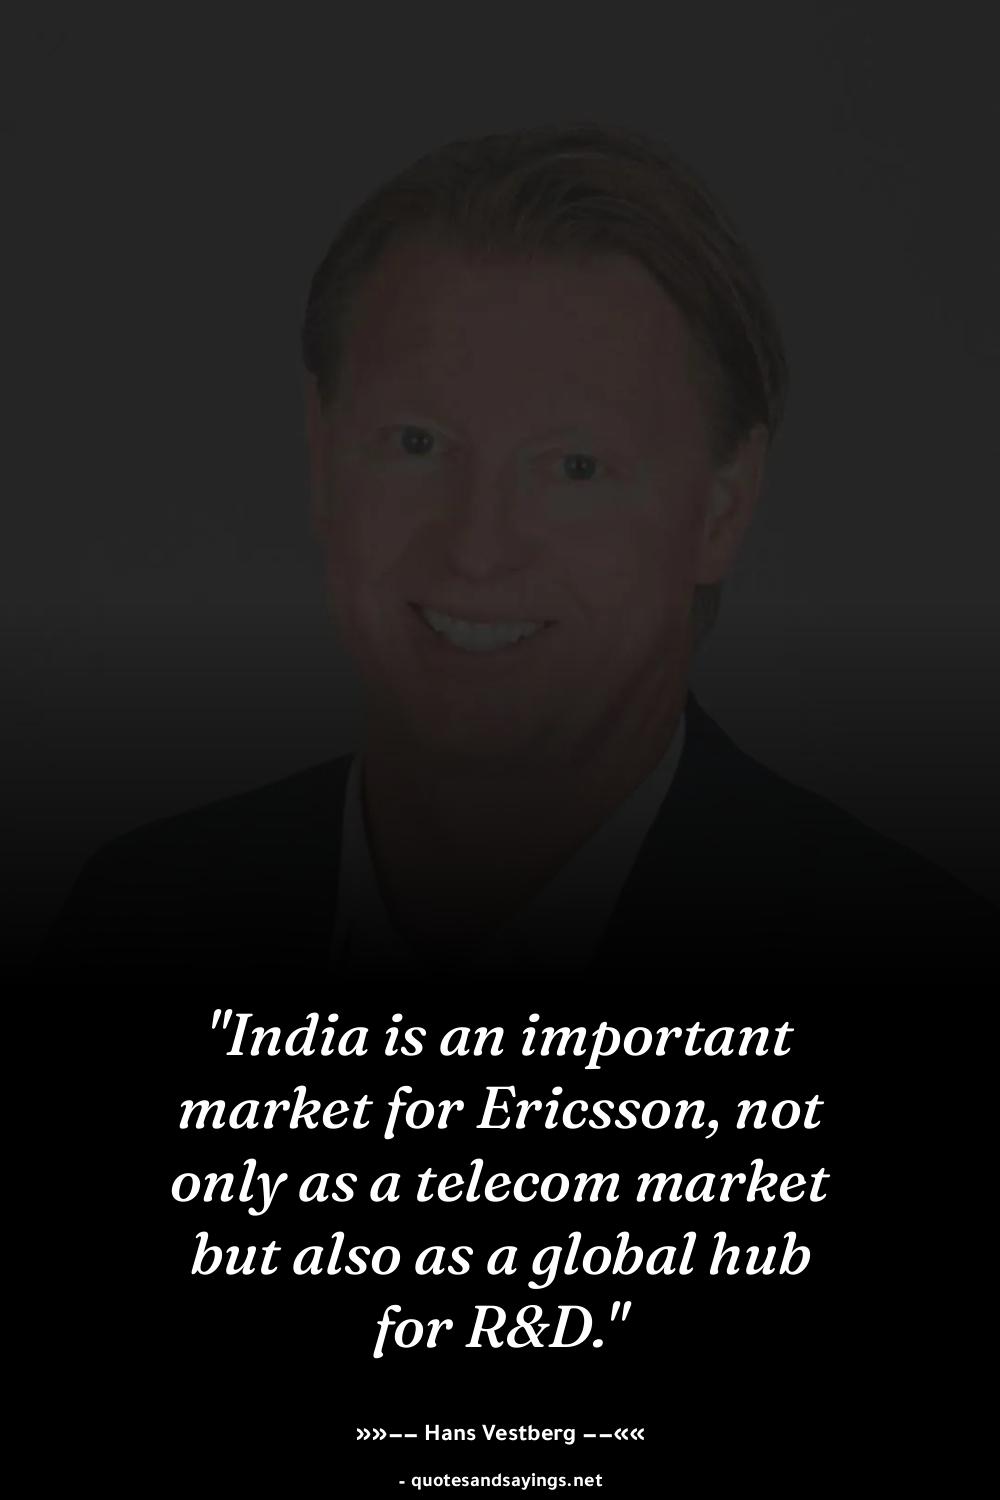 "India is an important
market for Ericsson, not
only as a telecom market
but also as a global hub
for R&D."
»»−− Hans Vestberg −−««
- quotesandsayings.net